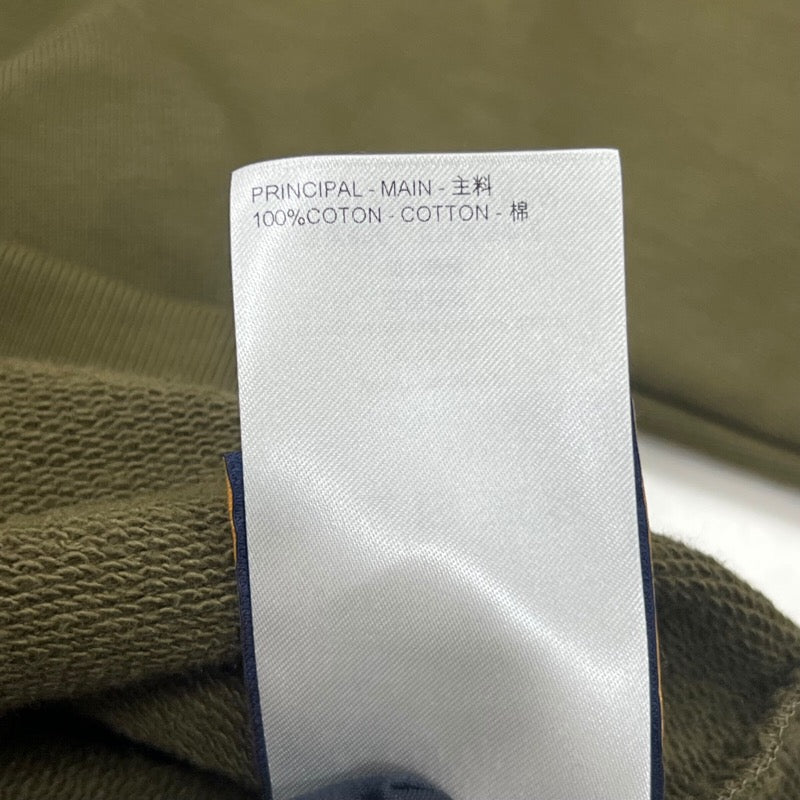 PRINCIPAL - MAIN - 主料
100%COTON - COTTON - 棉